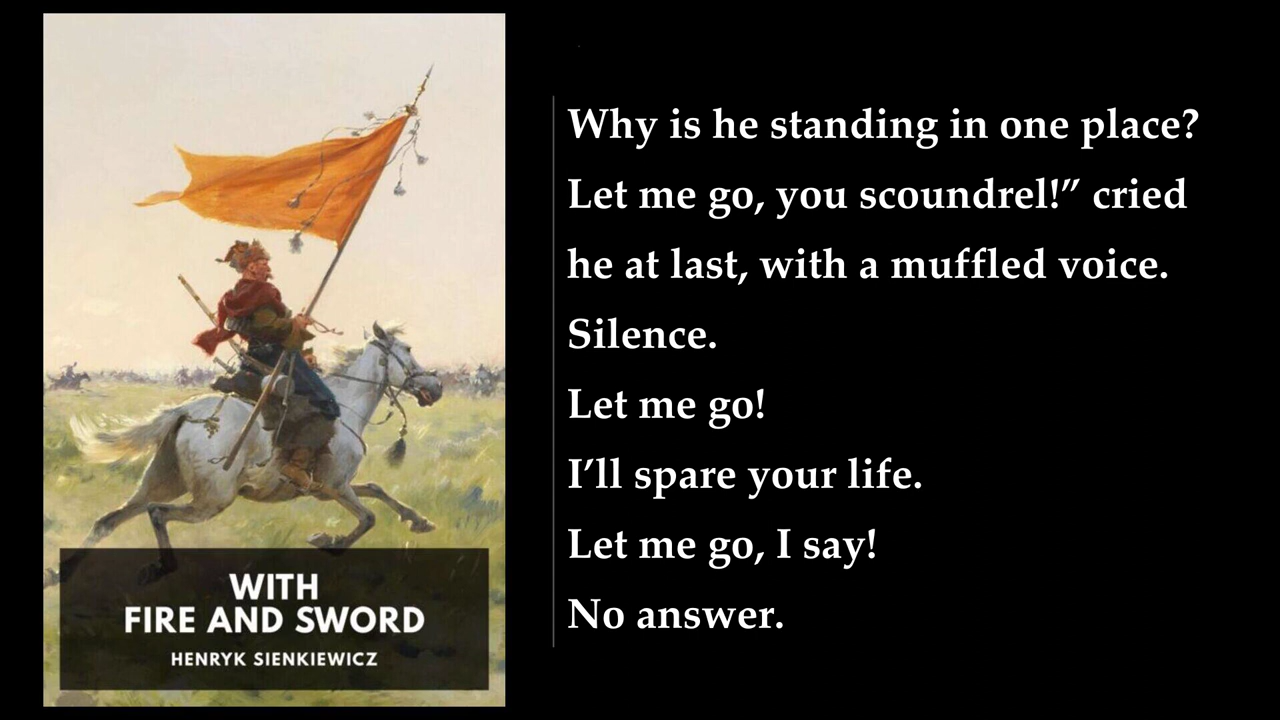 WITH
FIRE AND SWORD
HENRYK SIENKIEWICZ
Why is he standing in one place?
Let me go, you scoundrel!” cried
he at last, with a muffled voice.
Silence.
Let me go!
I’ll spare your life.
Let me go, I say!
No answer.